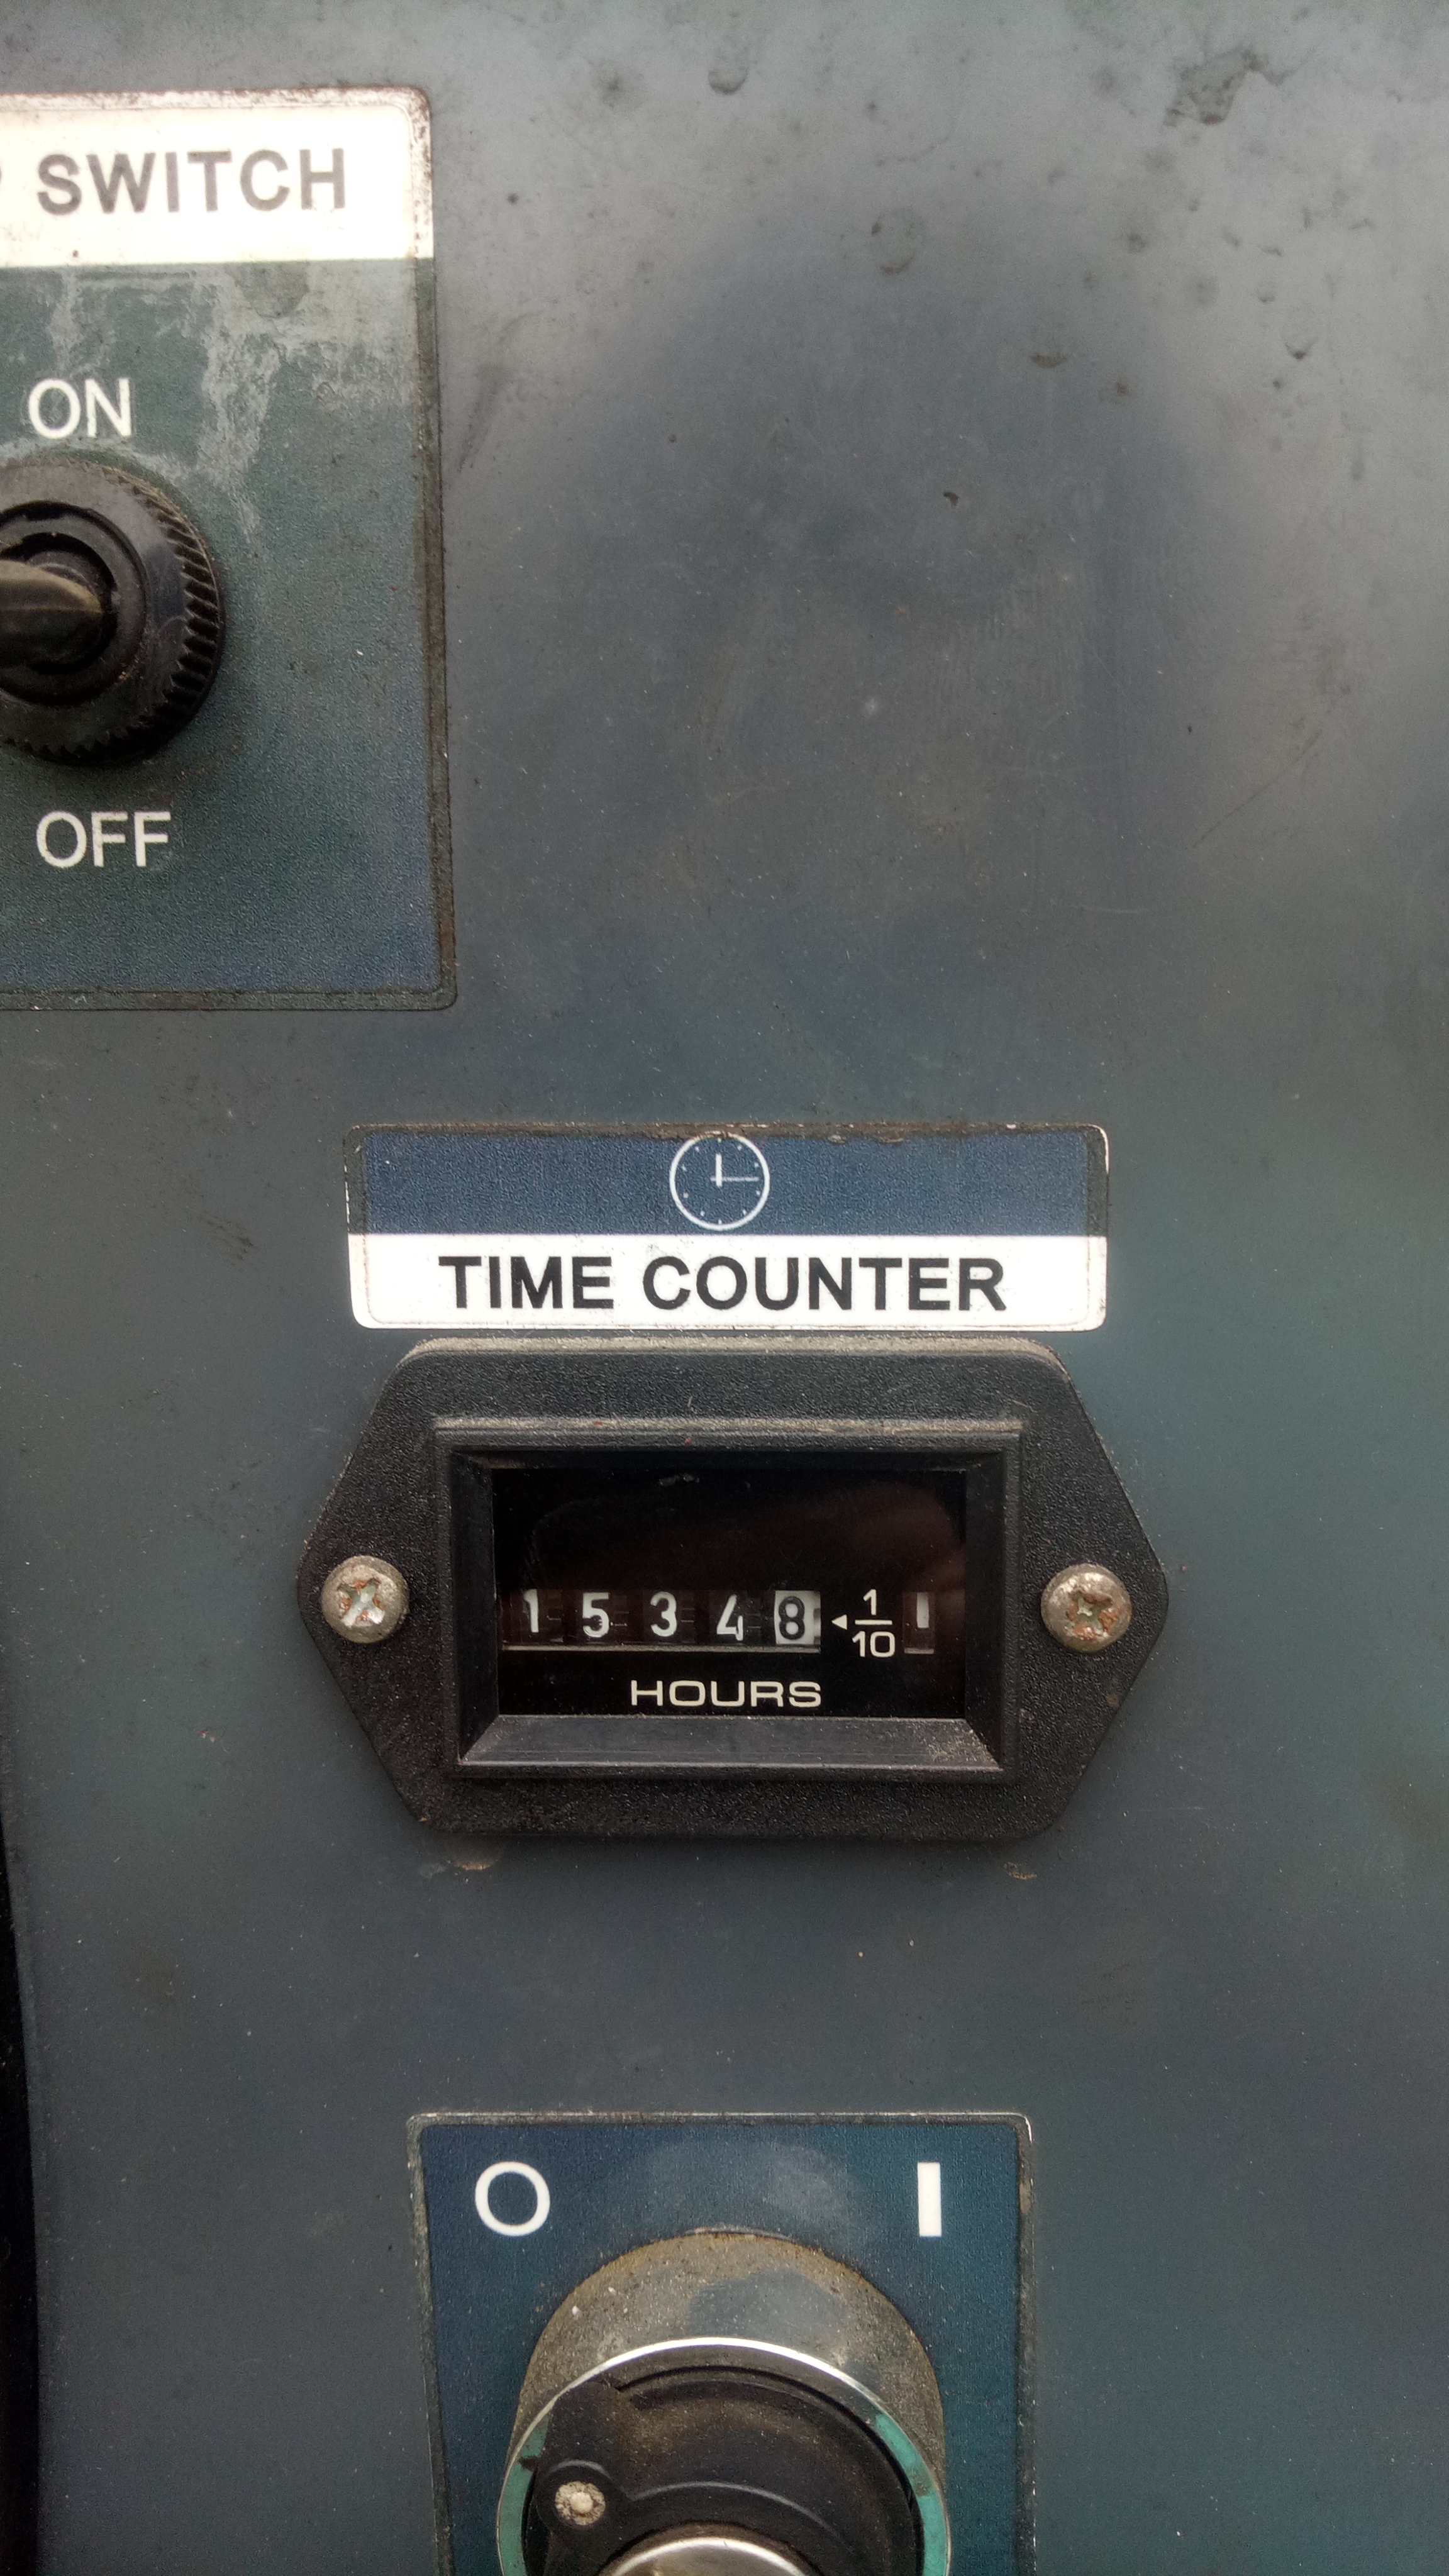 SWITCH
ON
OFF
TIME COUNTER
15348 ◂ 1/10
HOURS
O I